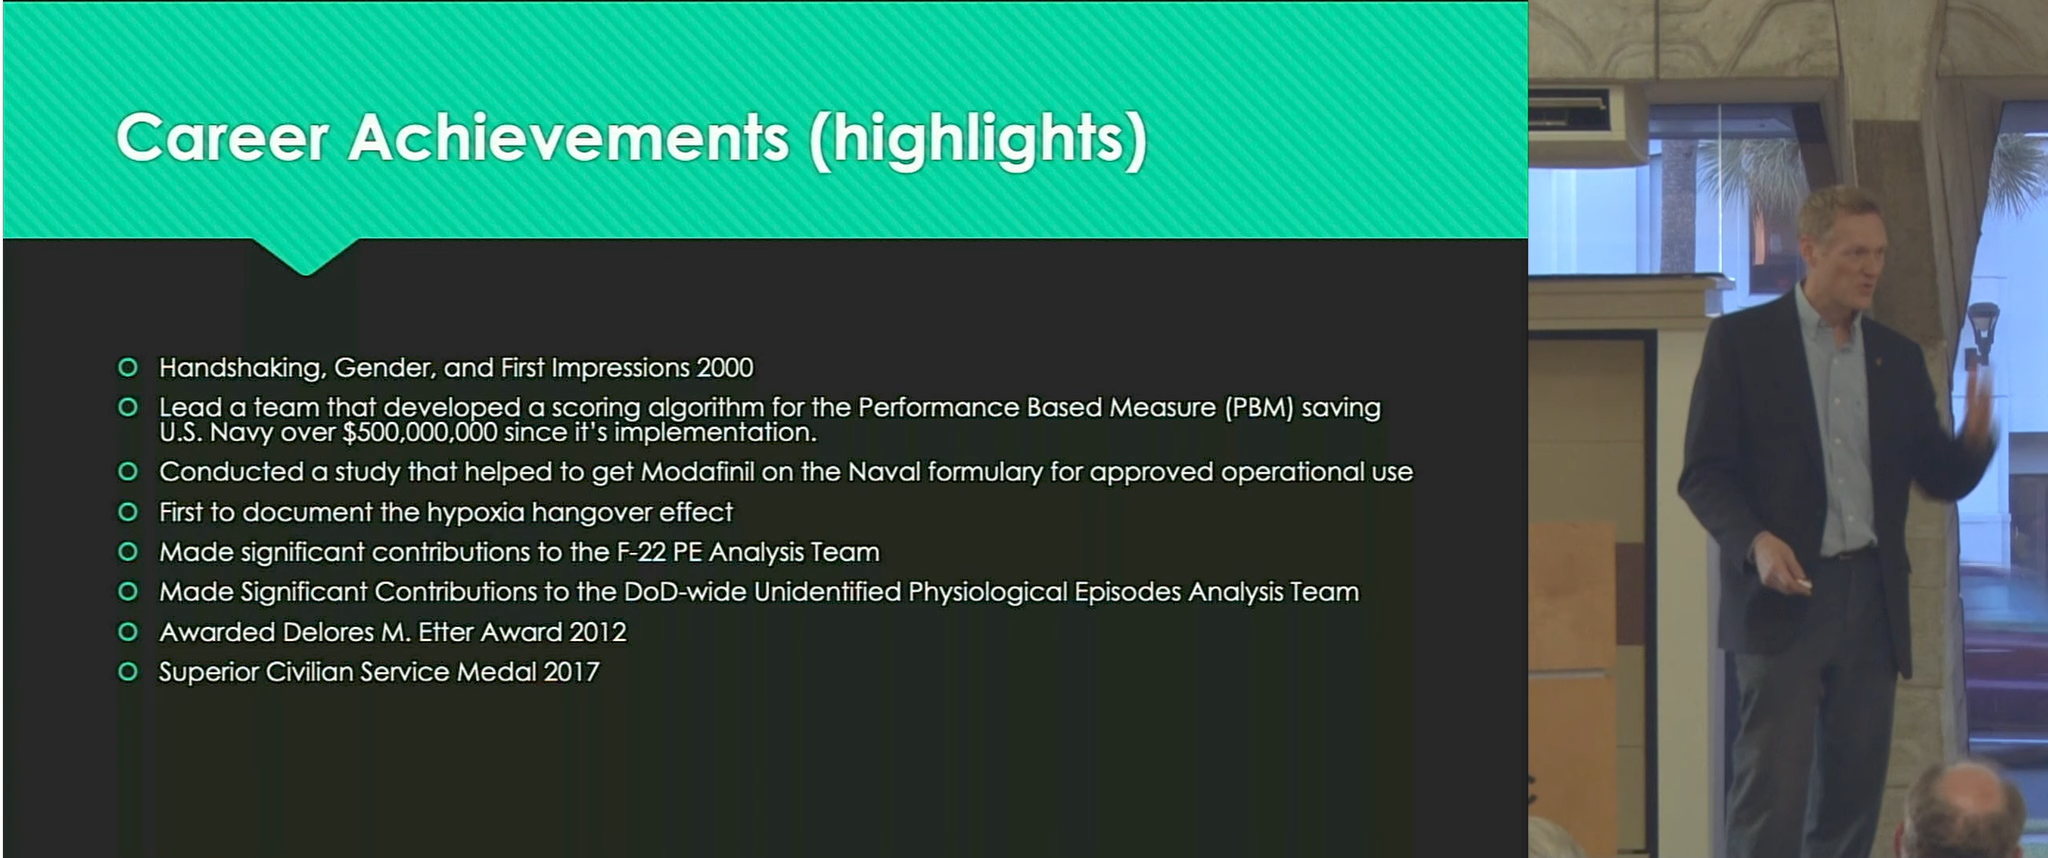 Career Achievements (highlights)
Handshaking, Gender, and First Impressions 2000
Lead a team that developed a scoring algorithm for the Performance Based Measure (PBM) saving
U.S. Navy over $500,000,000 since it's implementation.
Conducted a study that helped to get Modafinil on the Naval formulary for approved operational use
First to document the hypoxia hangover effect
Made significant contributions to the F-22 PE Analysis Team
Made Significant Contributions to the DoD-wide Unidentified Physiological Episodes Analysis Team
Awarded Delores M. Etter Award 2012
Superior Civilian Service Medal 2017